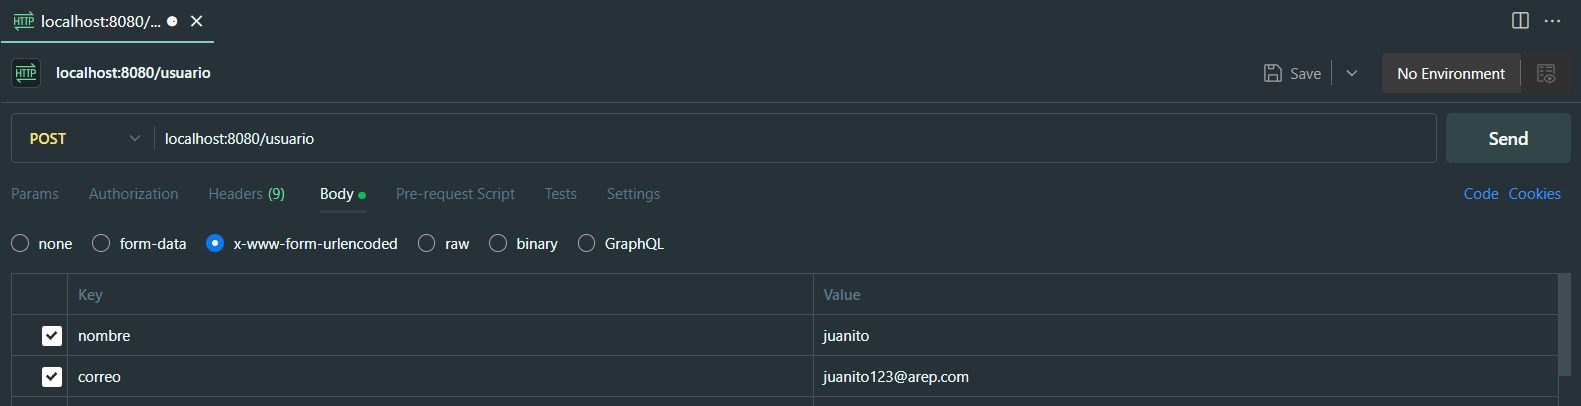 HTTP localhost:8080/...
HTTP localhost:8080/usuario Save No Environment
POST localhost:8080/usuario Send
Params Authorization Headers (9) Body Pre-request Script Tests Settings Code Cookies
none form-data x-www-form-urlencoded raw binary GraphQL
Key Value
nombre juanito
correo juanito123@arep.com